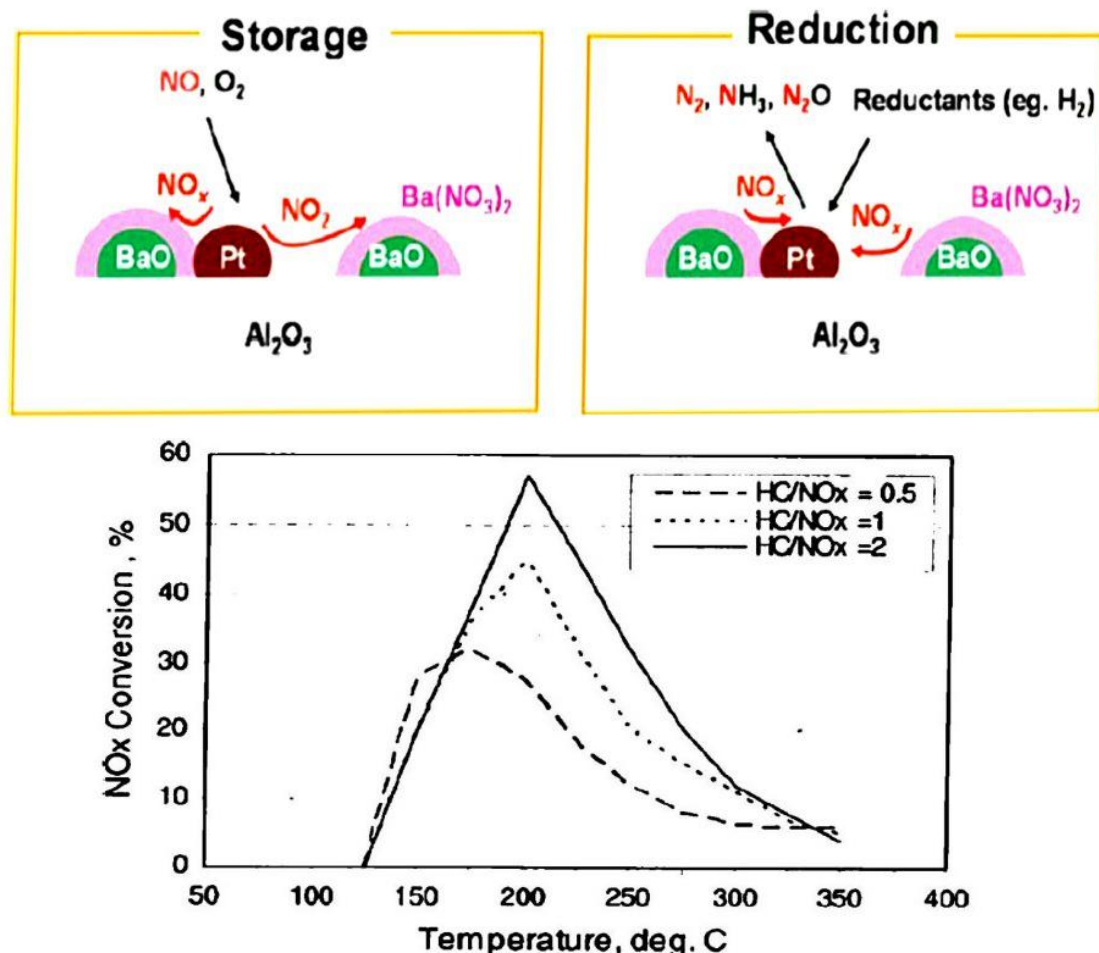 Storage
NO, O₂
NOₓ
NO₂
Ba(NO₃)₂
BaO
Pt
BaO
Al₂O₃
Reduction
N₂, NH₃, N₂O
Reductants (eg. H₂)
NOₓ
NOₓ
Ba(NO₃)₂
BaO
Pt
BaO
Al₂O₃
60
50
40
30
20
10
0
NOx Conversion , %
HC/NOx = 0.5
HC/NOx =1
HC/NOx =2
50 100 150 200 250 300 350 400
Temperature, deg. C